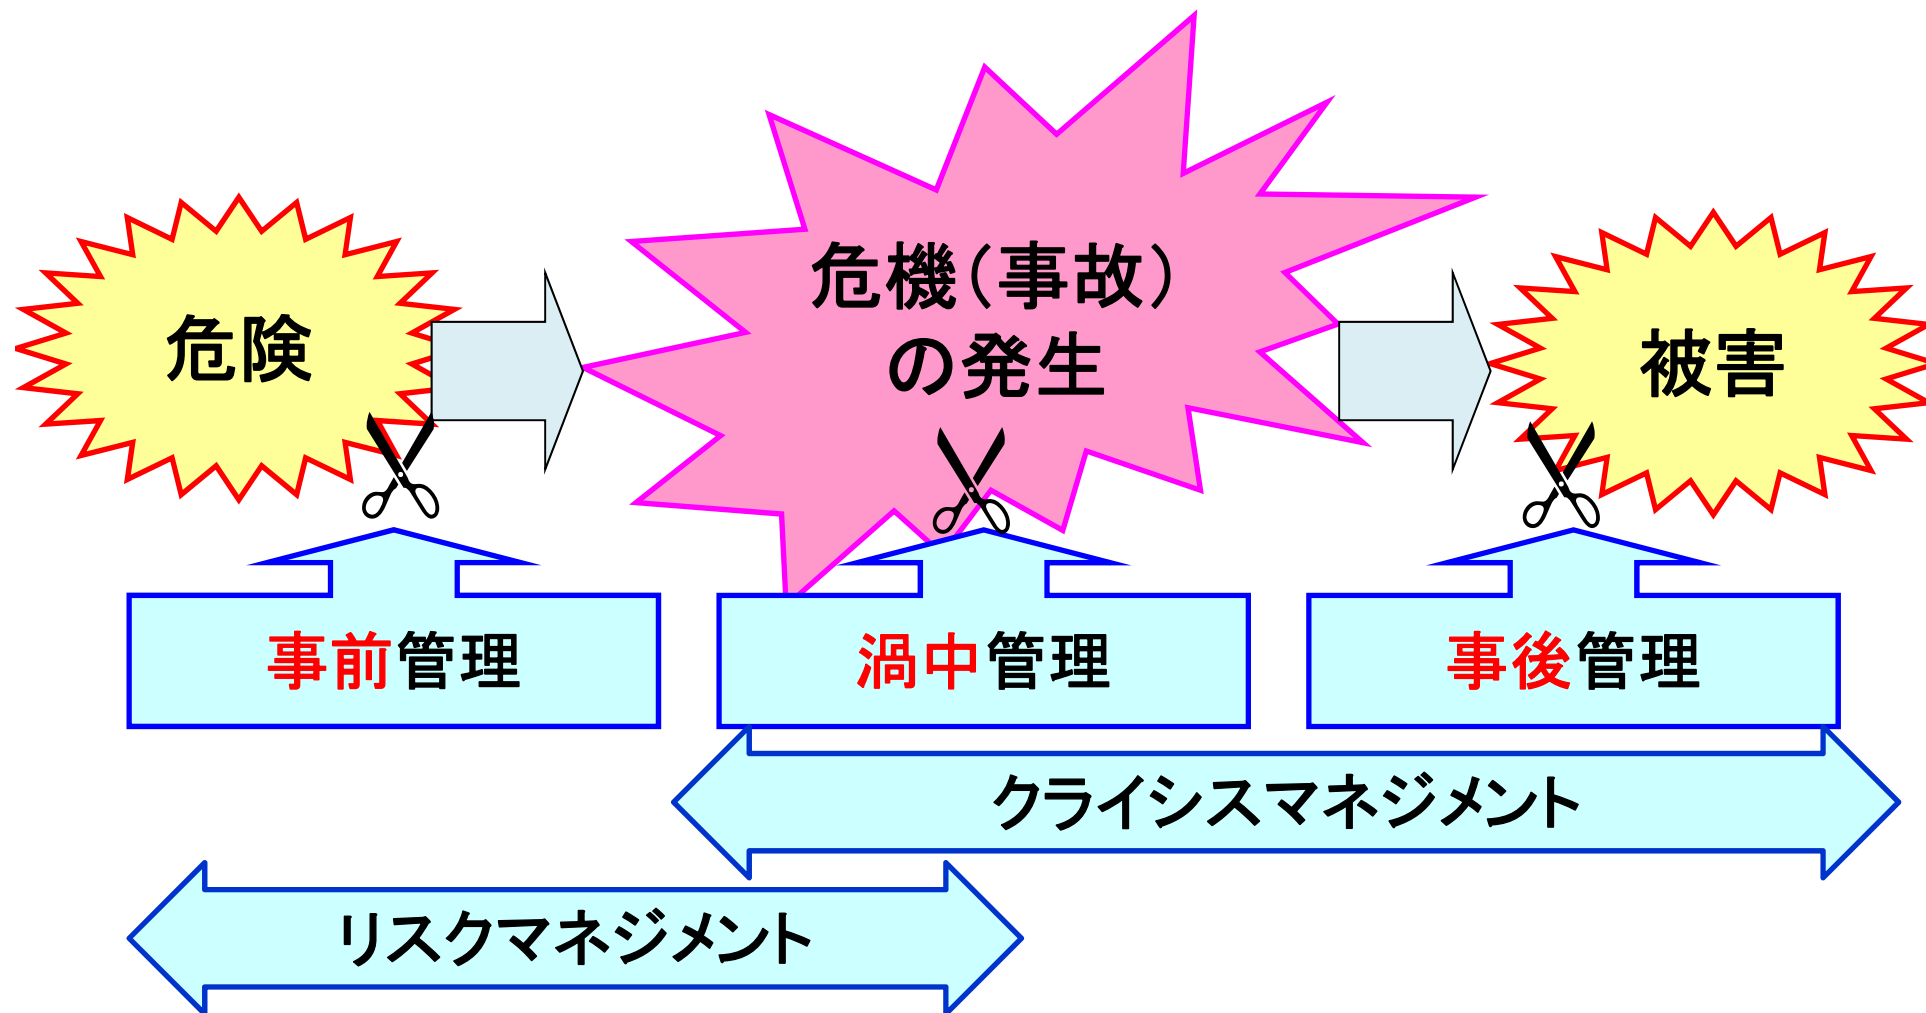 危険
危機（事故）
の発生
被害
事前管理
渦中管理
事後管理
クライシスマネジメント
リスクマネジメント